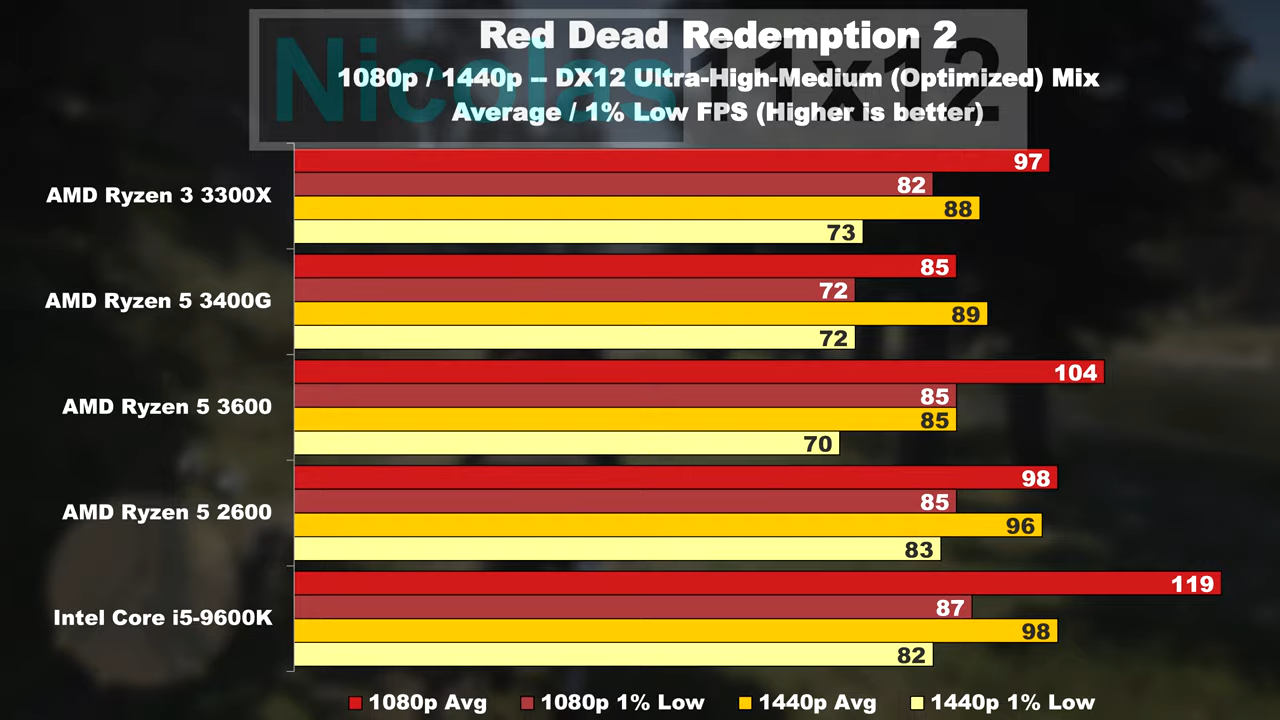 Nicolas11x12
Red Dead Redemption 2
1080p / 1440p -- DX12 Ultra-High-Medium (Optimized) Mix
Average / 1% Low FPS (Higher is better)
AMD Ryzen 3 3300X
97
82
88
73
AMD Ryzen 5 3400G
85
72
89
72
AMD Ryzen 5 3600
104
85
85
70
AMD Ryzen 5 2600
98
85
96
83
Intel Core i5-9600K
119
87
98
82
1080p Avg 1080p 1% Low 1440p Avg 1440p 1% Low